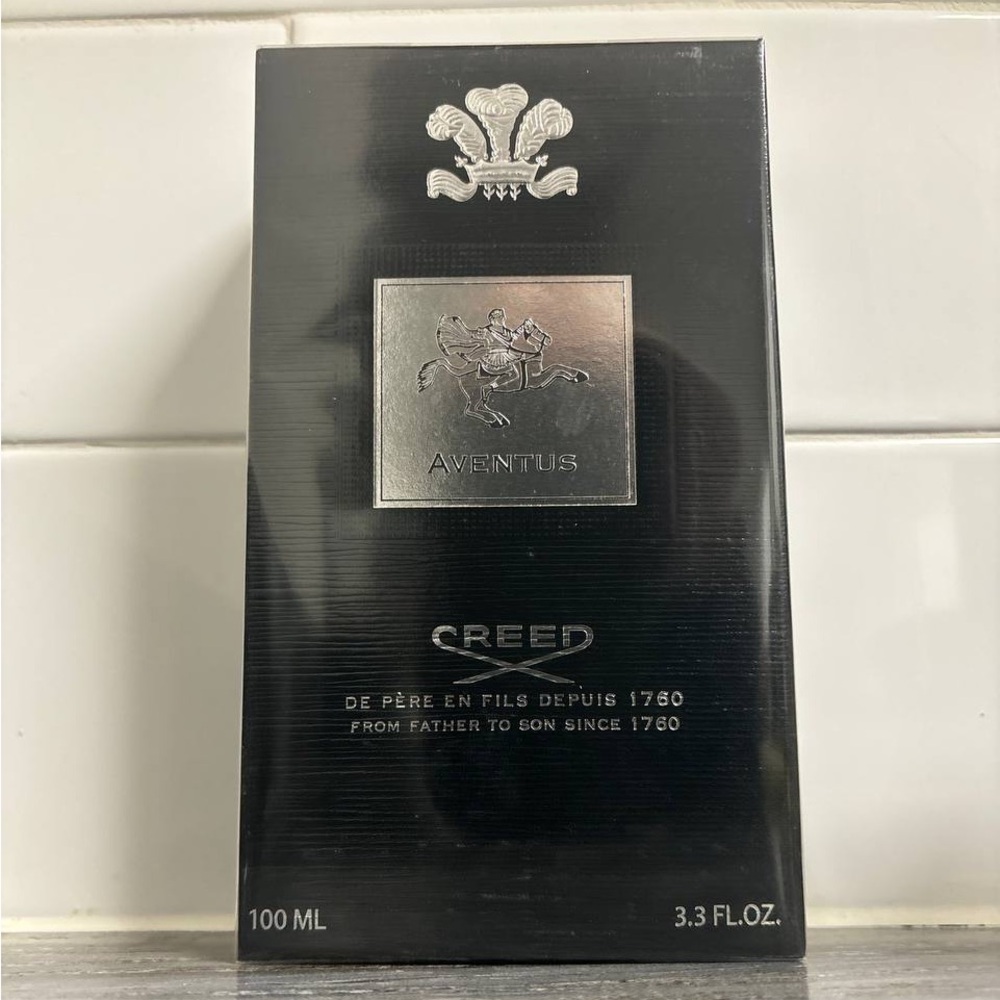 AVENTUS
CREED
DE PÈRE EN FILS DEPUIS 1760
FROM FATHER TO SON SINCE 1760
100 ML
3.3 FL.OZ.